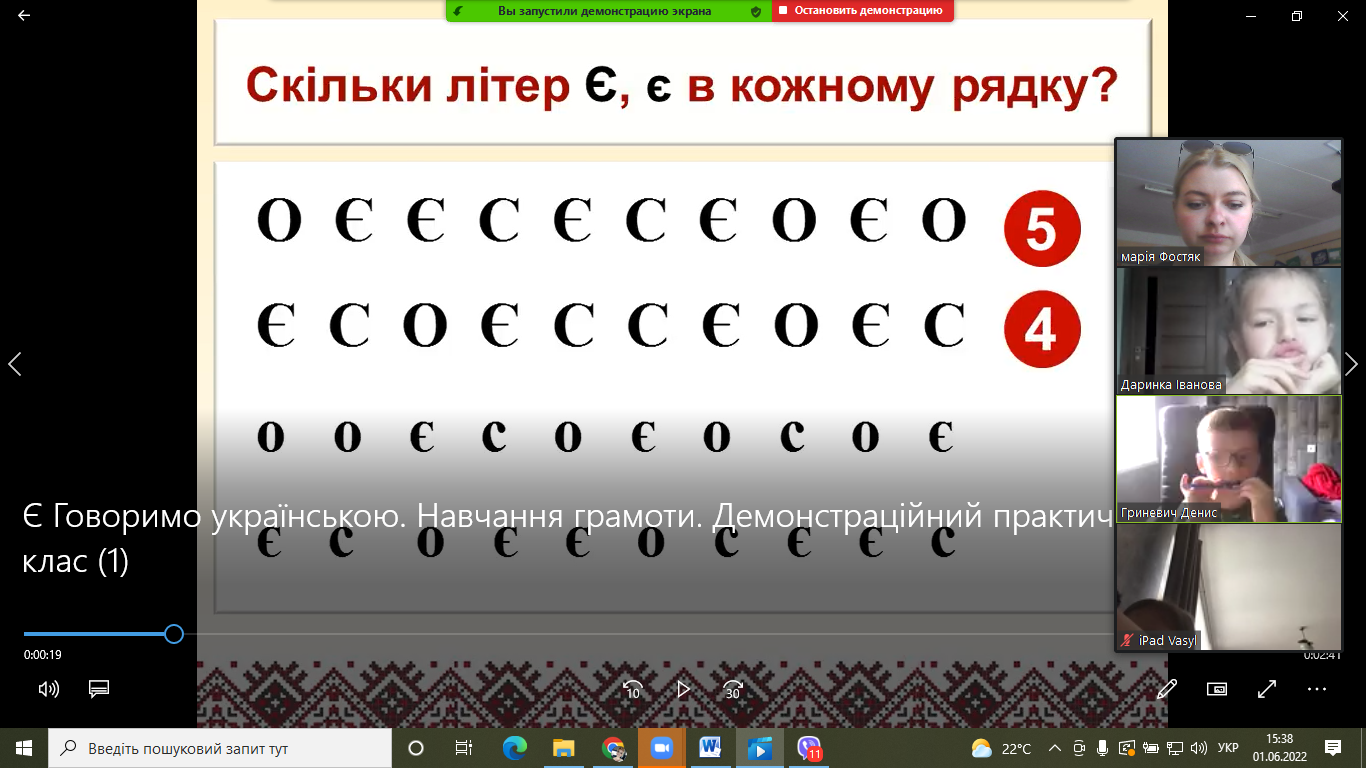 Вы запустили демонстрацию экрана
Остановить демонстрацию
Скільки літер Є, є в кожному рядку?
О Є Є С Є С Є О Є О 5
Є С О Є С С Є О Є С 4
о о є с о є о с о є
є с о є є о с є є с
Є Говоримо українською. Навчання грамоти. Демонстраційний практич
клас (1)
марія Фостяк
Даринка Іванова
Гриневич Денис
iPad Vasyl
0:00:19
0:02:41
10
30
Введіть пошуковий запит тут
11
22°C
УКР
15:38
01.06.2022